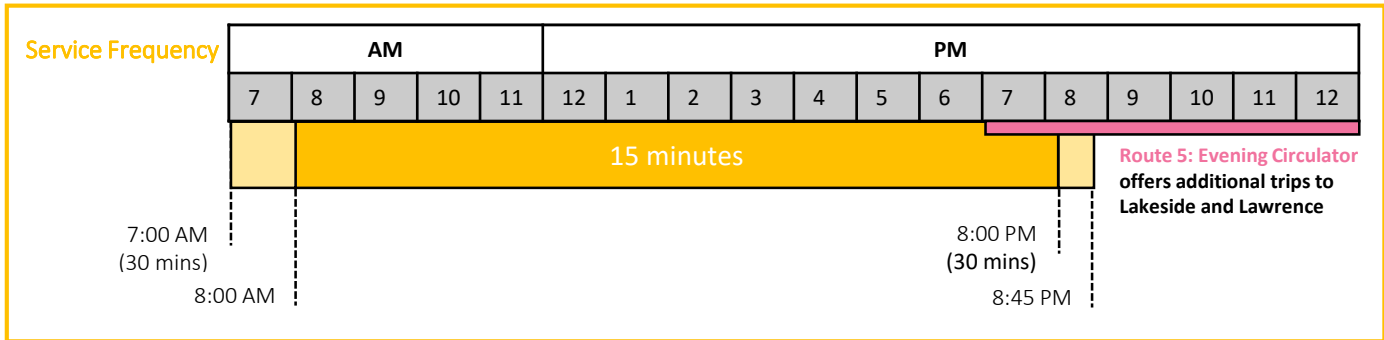 Service Frequency
AM PM
7 8 9 10 11 12 1 2 3 4 5 6 7 8 9 10 11 12
15 minutes
Route 5: Evening Circulator
offers additional trips to
Lakeside and Lawrence
7:00 AM
(30 mins)
8:00 AM
8:00 PM
(30 mins)
8:45 PM